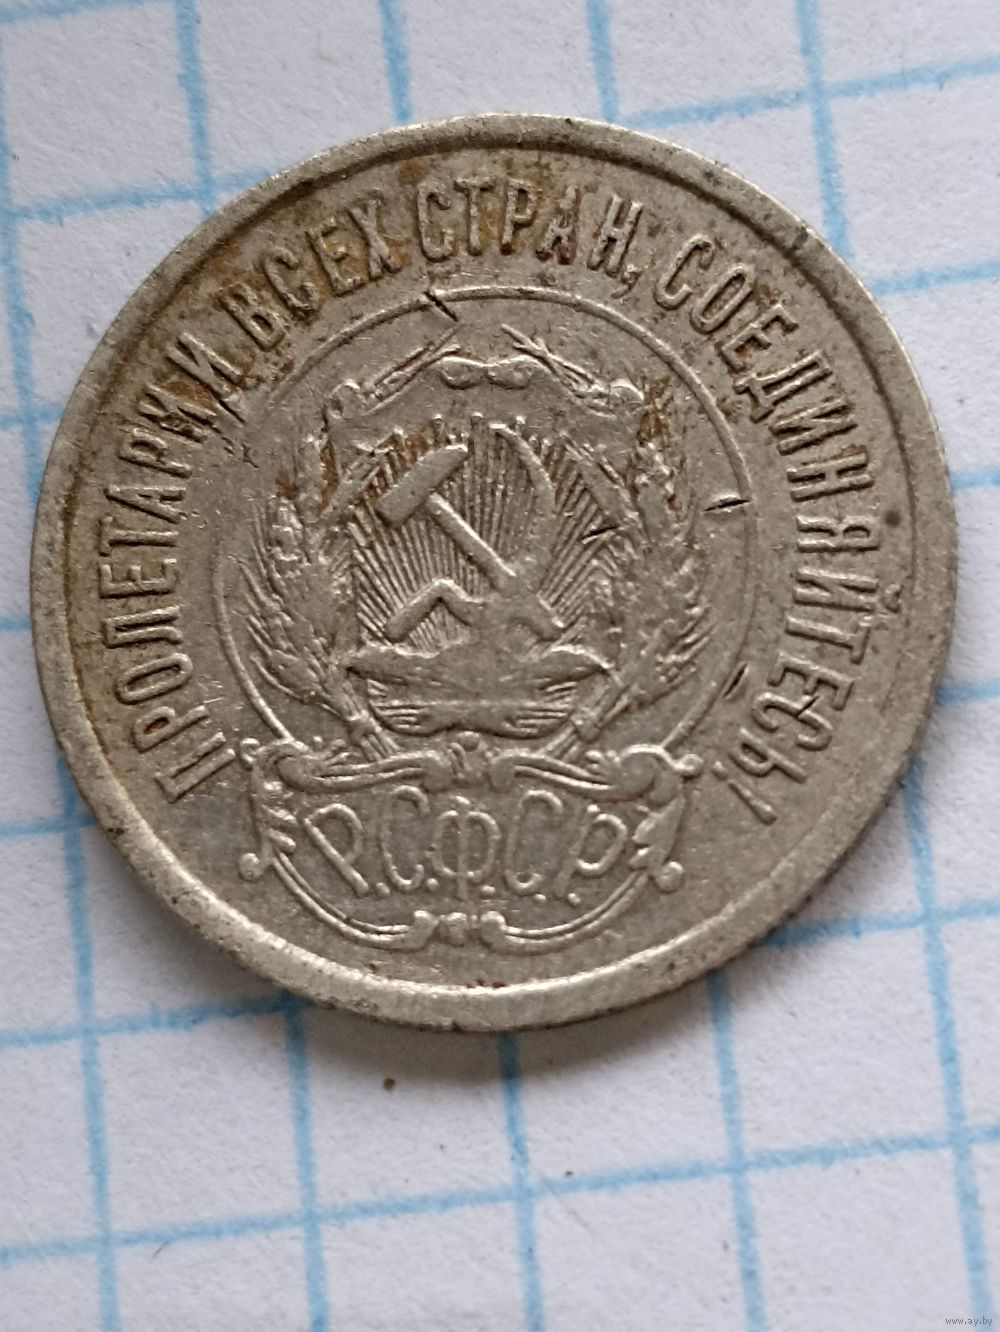 ПРОЛЕТАРИИ ВСЕХ СТРАН, СОЕДИНЯЙТЕСЬ!
Р.С.Ф.С.Р.
www.ay.by